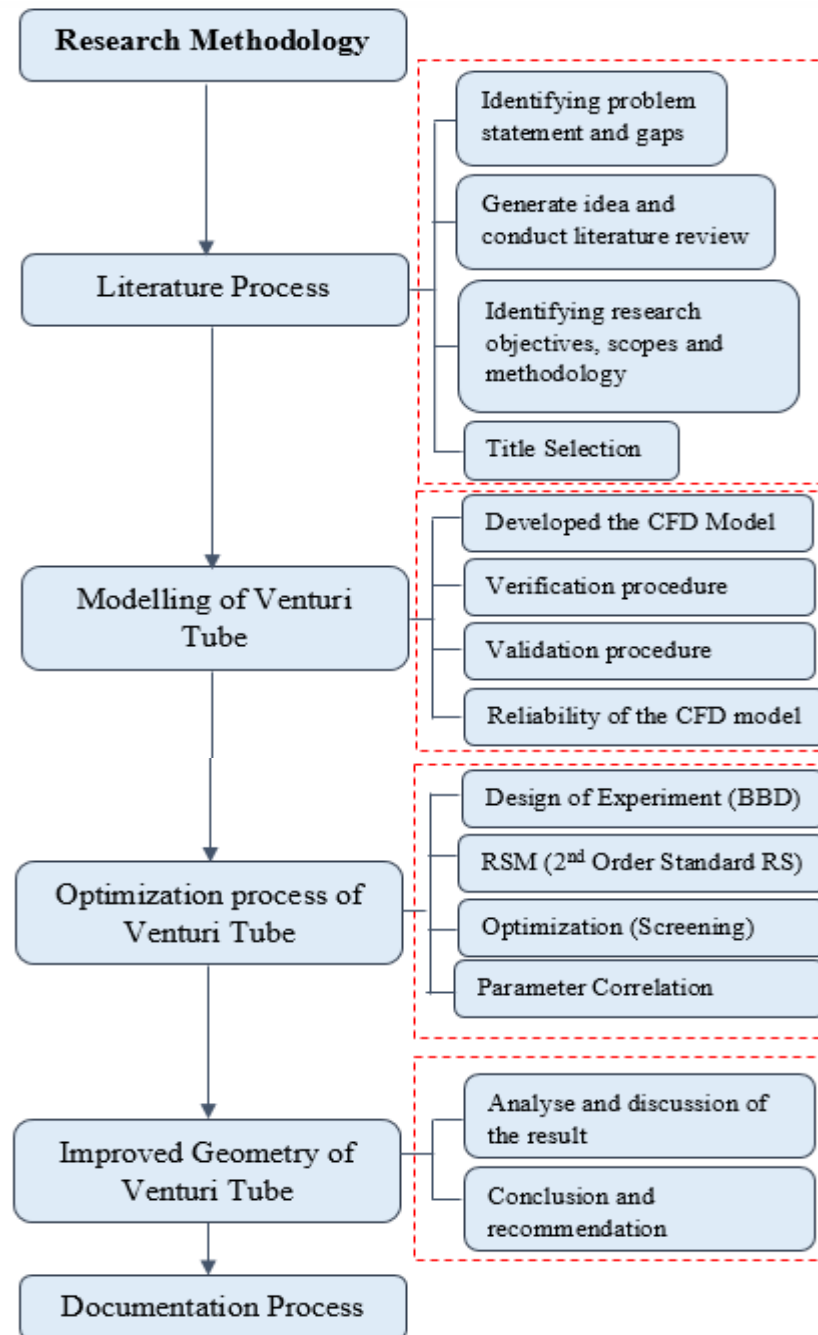 Research Methodology
Identifying problem
statement and gaps
Generate idea and
conduct literature review
Literature Process
Identifying research
objectives, scopes and
methodology
Title Selection
Developed the CFD Model
Modelling of Venturi
Tube
Verification procedure
Validation procedure
Reliability of the CFD model
Design of Experiment (BBD)
RSM (2nd Order Standard RS)
Optimization process of
Venturi Tube
Optimization (Screening)
Parameter Correlation
Improved Geometry of
Venturi Tube
Analyse and discussion of
the result
Conclusion and
recommendation
Documentation Process